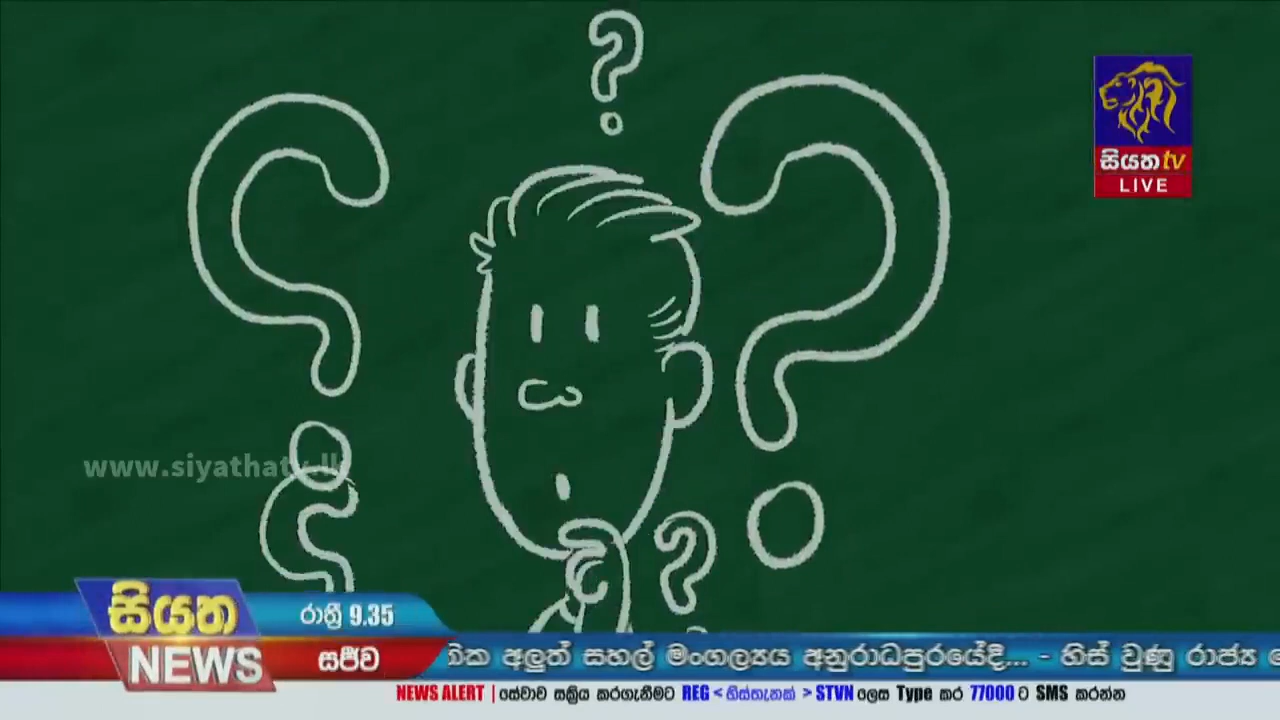 සියත tv
LIVE
www.siyathatv.lk
සියත
NEWS
රාත්‍රී 9.35
සජීව
අලුත් සහල් මංගල්‍යය අනුරාධපුරයේදී... - හිස් වුණු රාජ්‍ය
NEWS ALERT | සේවාව සක්‍රිය කරගැනීමට REG < හිස්තැනක් > STVN ලෙස Type කර 77000 ට SMS කරන්න